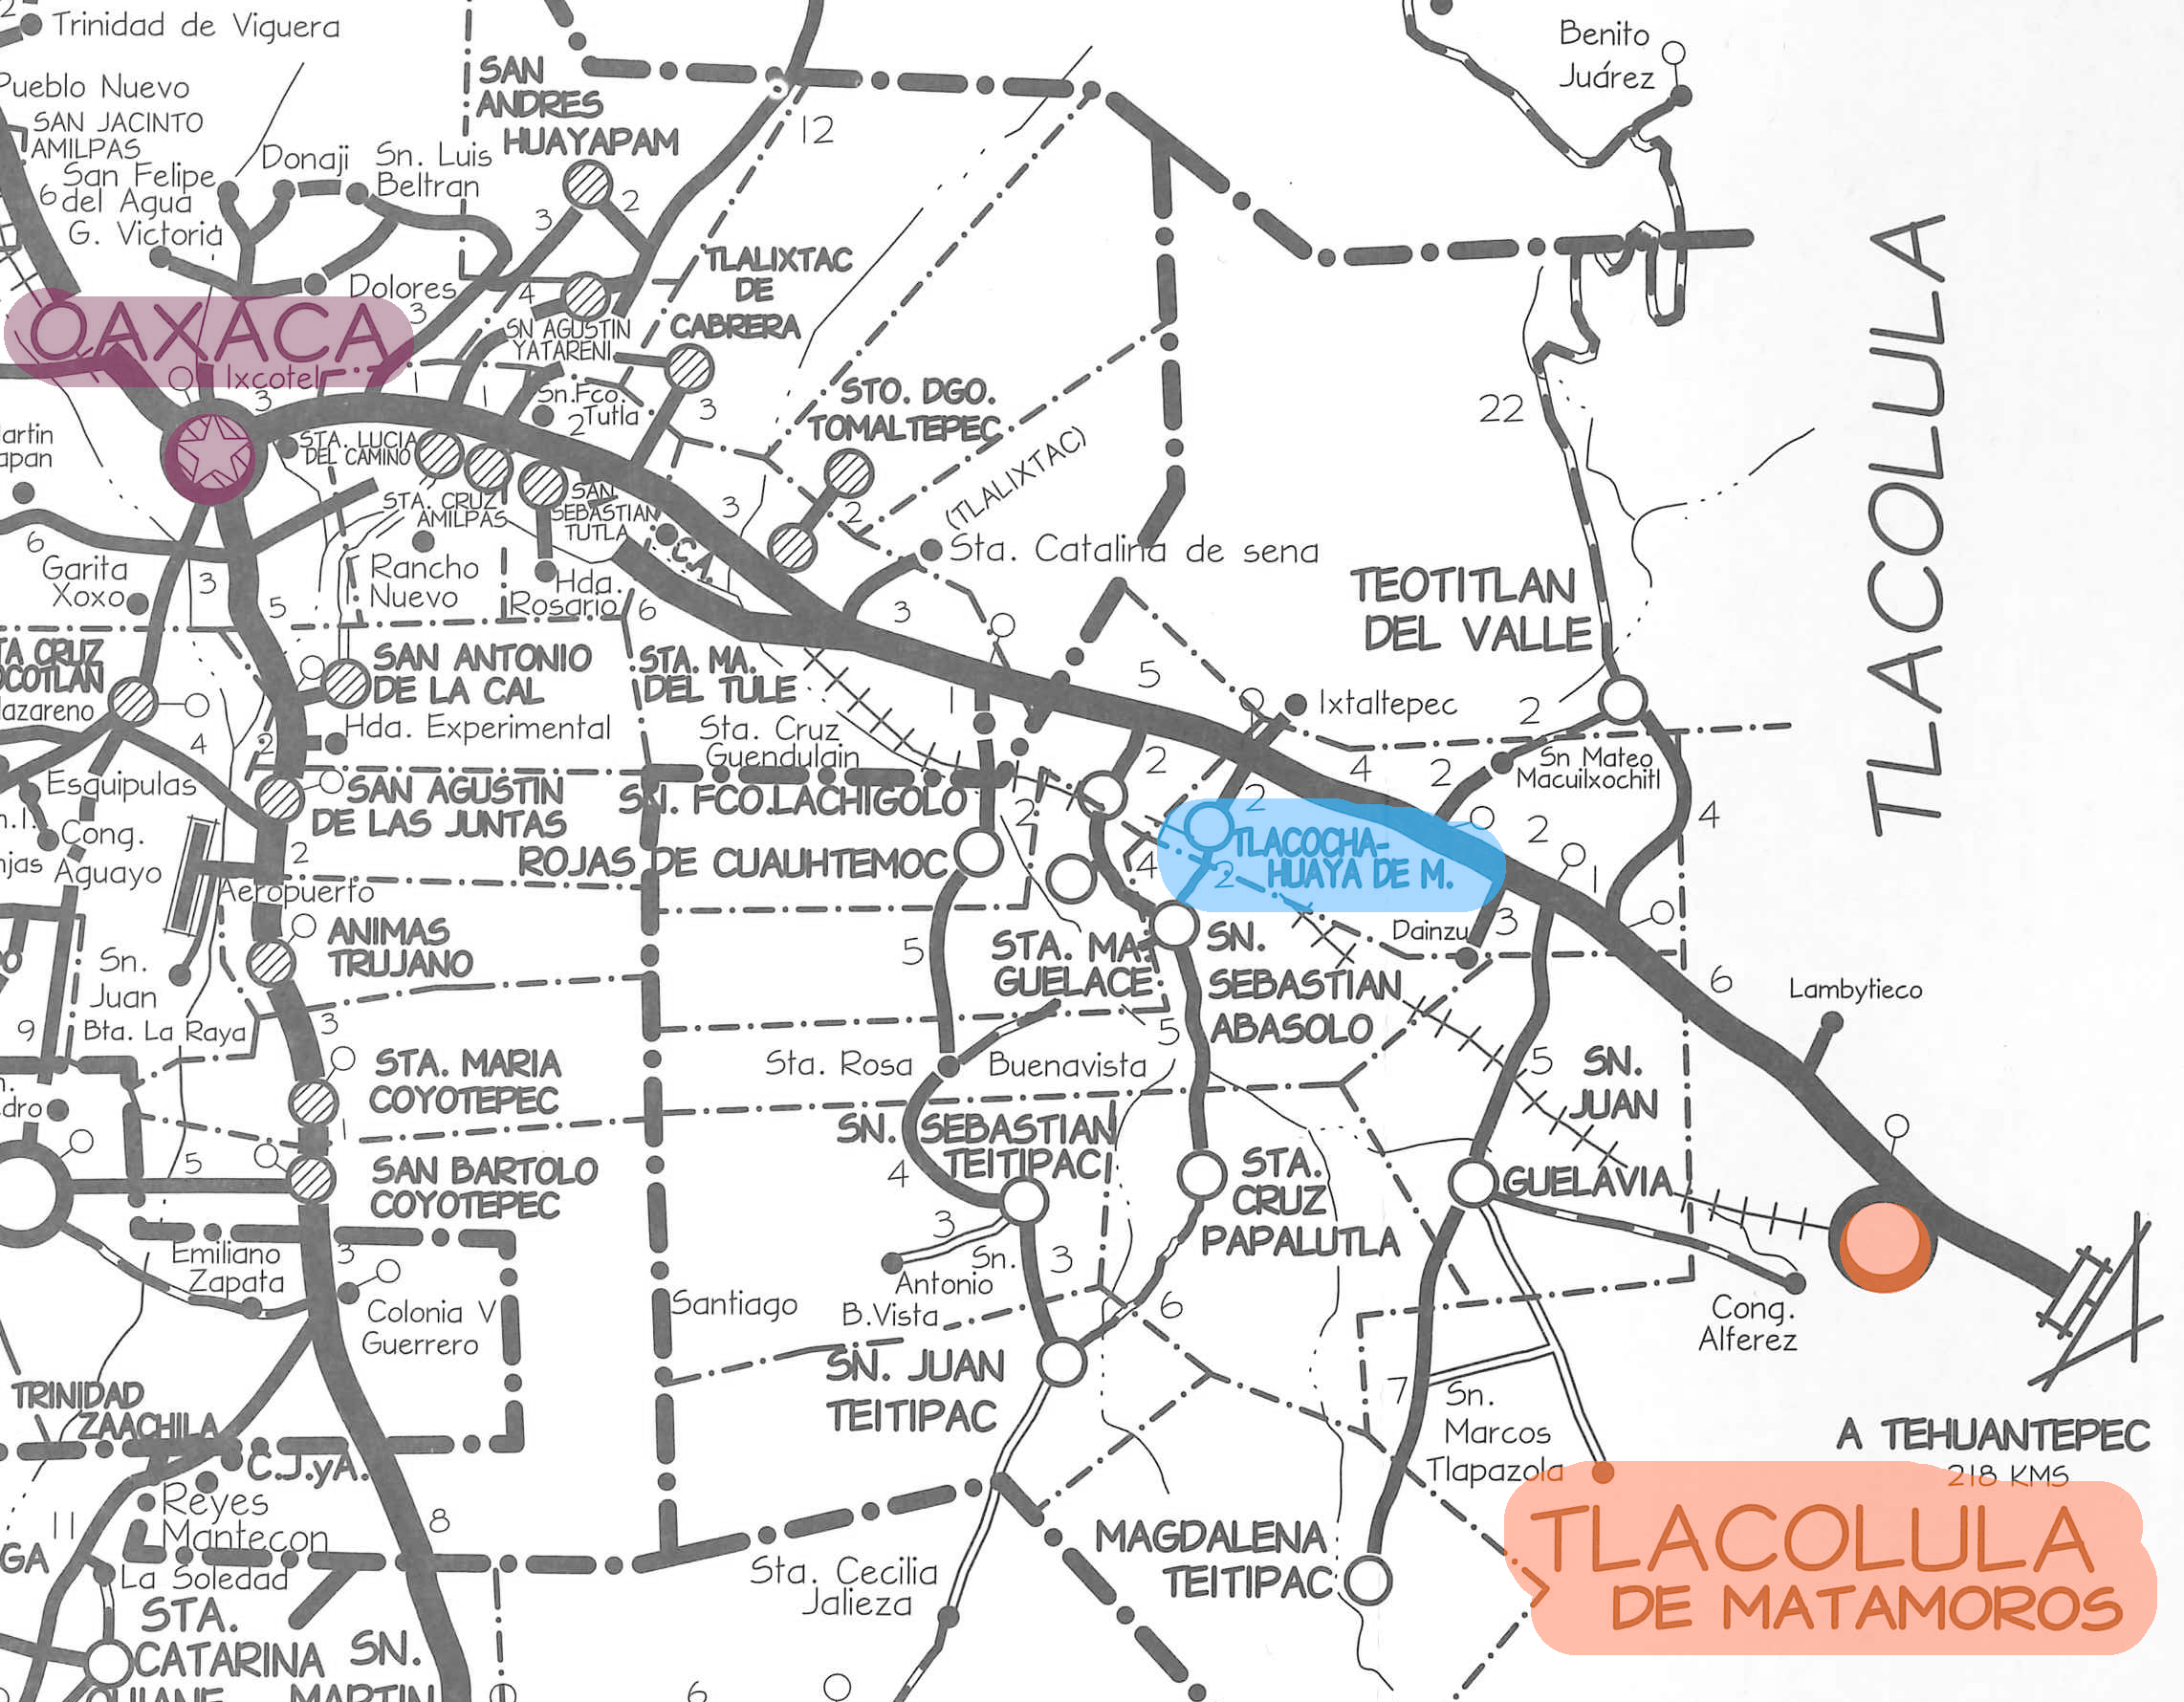 Trinidad de Viguera
Pueblo Nuevo
SAN JACINTO
AMILPAS
San Felipe
del Agua
6
G. Victoria
Donaji
Sn. Luis
Beltran
Dolores
SAN
ANDRES
HUAYAPAM
12
3
2
4
3
Benito
Juárez
TLALIXTAC
DE
CABRERA
SN AGUSTIN
YATARENI
OAXACA
Ixcotel
3
1
1
Sn. Fco.
Tutla
2
3
STO. DGO.
TOMALTEPEC
(TLALIXTAC)
22
TLACOLULA
STA. LUCIA
DEL CAMINO
STA. CRUZ
AMILPAS
SAN
SEBASTIAN
TUTLA
C.A.
3
2
Sta. Catalina de sena
6
Garita
Xoxo
3
5
Rancho
Nuevo
Hda.
Rosario
6
3
TEOTITLAN
DEL VALLE
SAN ANTONIO
DE LA CAL
STA. MA.
DEL TULE
5
1
Ixtaltepec
2
Hda. Experimental
Sta. Cruz
Guendulain
4
2
2
4
2
Sn Mateo
Macuilxochitl
Esquipulas
SAN AGUSTIN
DE LAS JUNTAS
SN. FCO. LACHIGOLO
2
2
TLACOCHA-
HUAYA DE M.
2
4
Cong.
Aguayo
2
ROJAS DE CUAUHTEMOC
4
2
1
Aeropuerto
ANIMAS
TRUJANO
5
STA. MA.
GUELACE
SN.
SEBASTIAN
ABASOLO
Dainzu
3
6
Lambytieco
Sn.
Juan
Bta. La Raya
9
3
5
Sta. Rosa
Buenavista
5
SN.
JUAN
GUELAVIA
STA. MARIA
COYOTEPEC
1
SN. SEBASTIAN
TEITIPAC
4
STA.
CRUZ
PAPALUTLA
5
SAN BARTOLO
COYOTEPEC
3
Sn.
Antonio
B.Vista
3
6
Emiliano
Zapata
3
Colonia V
Guerrero
Santiago
Cong.
Alferez
SN. JUAN
TEITIPAC
7
Sn.
Marcos
Tlapazola
TRINIDAD
ZAACHILA
C.J.yA.
A TEHUANTEPEC
218 KMS
Reyes
Mantecon
11
8
TLACOLULA
DE MATAMOROS
MAGDALENA
TEITIPAC
La Soledad
Sta. Cecilia
Jalieza
STA.
CATARINA
SN.
MARTIN
6